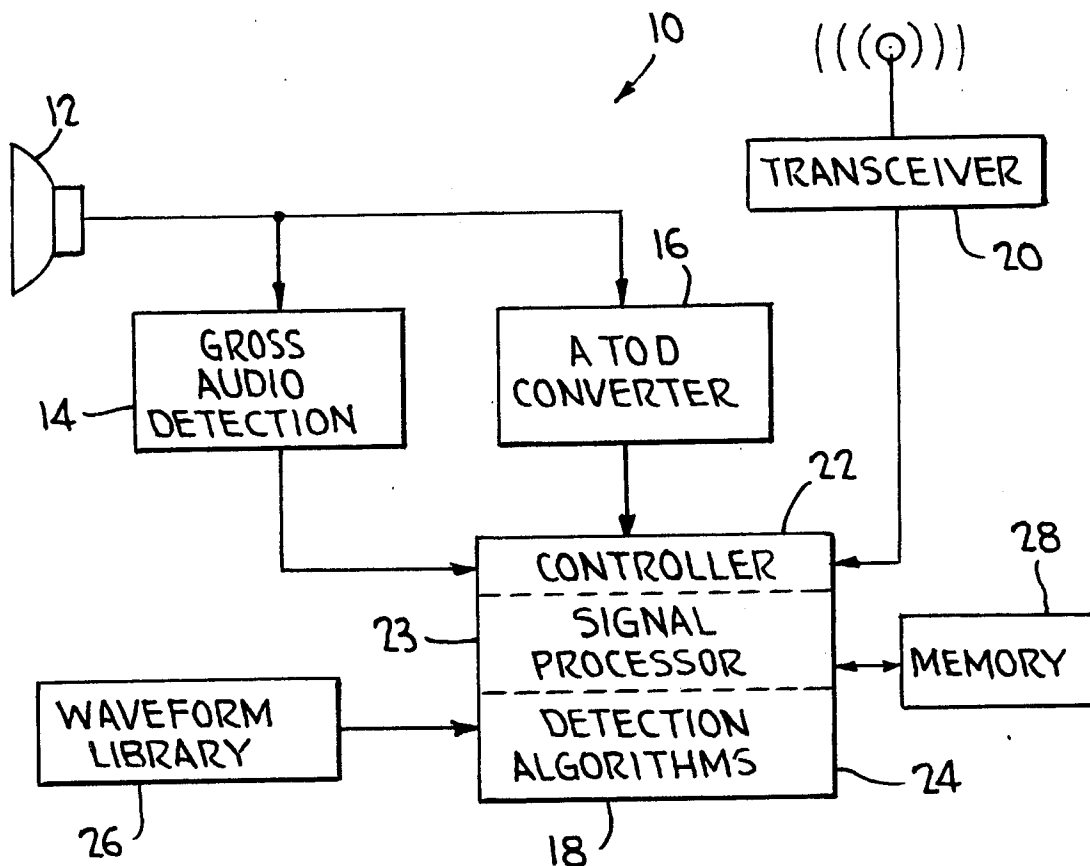 10
12
TRANSCEIVER
20
16
GROSS
AUDIO
DETECTION
14
A TO D
CONVERTER
22
CONTROLLER
28
23
SIGNAL
PROCESSOR
MEMORY
WAVEFORM
LIBRARY
DETECTION
ALGORITHMS
24
26
18